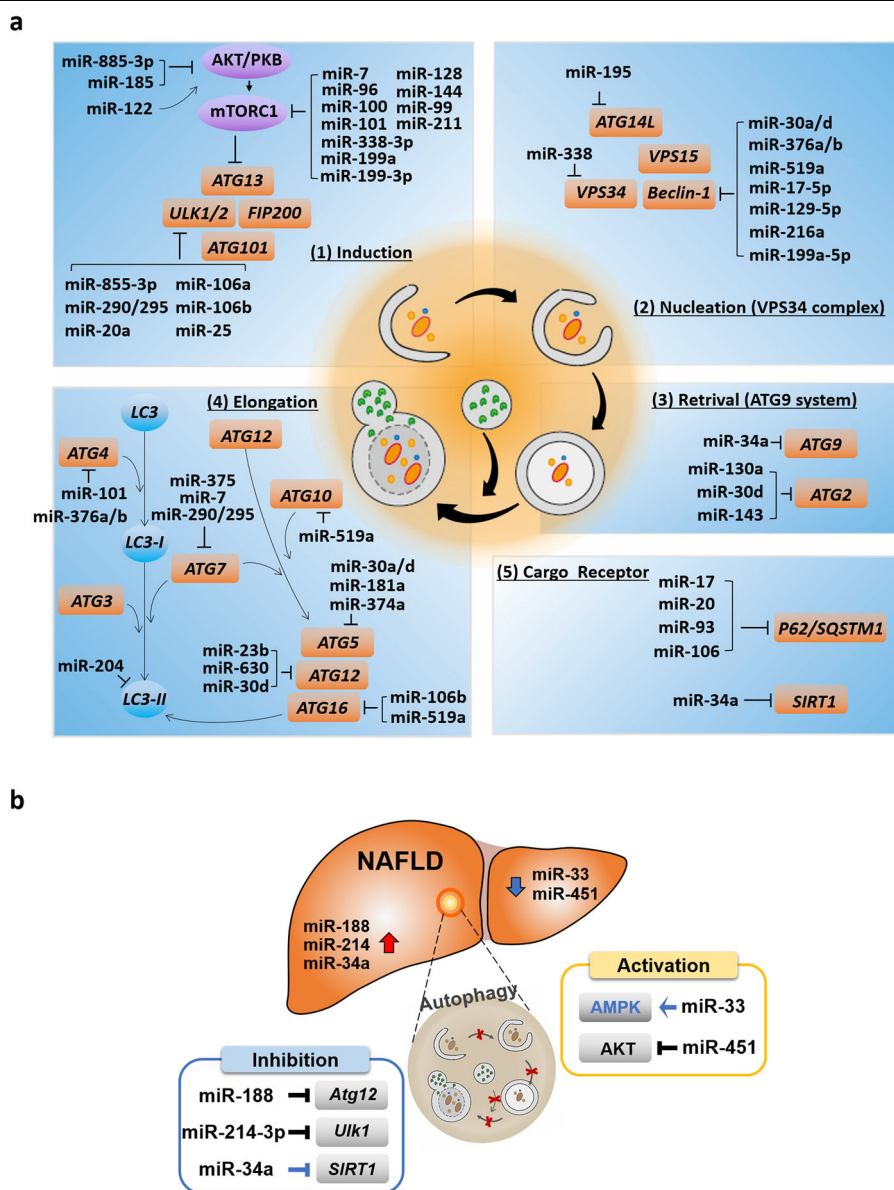 a
miR-885-3p
miR-185
miR-122
AKT/PKB
mTORC1
miR-7
miR-96
miR-100
miR-101
miR-338-3p
miR-199a
miR-199-3p
miR-128
miR-144
miR-99
miR-211
ATG13
ULK1/2
FIP200
ATG101
(1) Induction
miR-855-3p
miR-290/295
miR-20a
miR-106a
miR-106b
miR-25
miR-195
ATG14L
miR-338
VPS15
VPS34
Beclin-1
miR-30a/d
miR-376a/b
miR-519a
miR-17-5p
miR-129-5p
miR-216a
miR-199a-5p
(2) Nucleation (VPS34 complex)
(3) Retrival (ATG9 system)
miR-34a
ATG9
miR-130a
miR-30d
miR-143
ATG2
(4) Elongation
LC3
ATG12
ATG4
miR-101
miR-376a/b
miR-375
miR-7
miR-290/295
ATG10
miR-519a
LC3-I
ATG7
ATG3
miR-30a/d
miR-181a
miR-374a
ATG5
miR-23b
miR-630
miR-30d
ATG12
miR-204
LC3-II
ATG16
miR-106b
miR-519a
(5) Cargo Receptor
miR-17
miR-20
miR-93
miR-106
P62/SQSTM1
miR-34a
SIRT1
b
NAFLD
miR-33
miR-451
miR-188
miR-214
miR-34a
Autophagy
Activation
AMPK
miR-33
AKT
miR-451
Inhibition
miR-188
Atg12
miR-214-3p
Ulk1
miR-34a
SIRT1